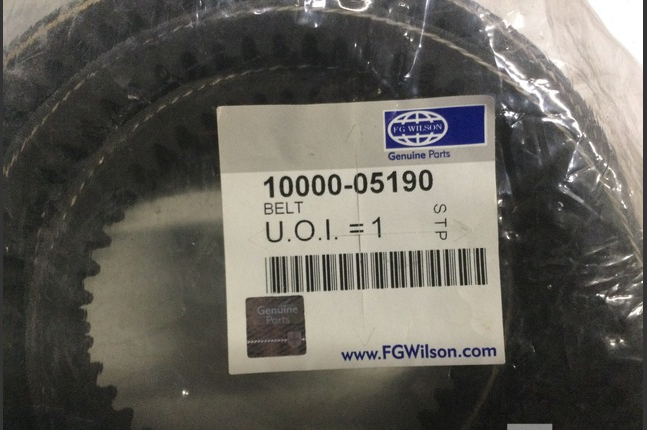 FG WILSON
Genuine Parts
10000-05190
BELT
STP
U.O.I. = 1
Genuine
Parts
www.FGWilson.com